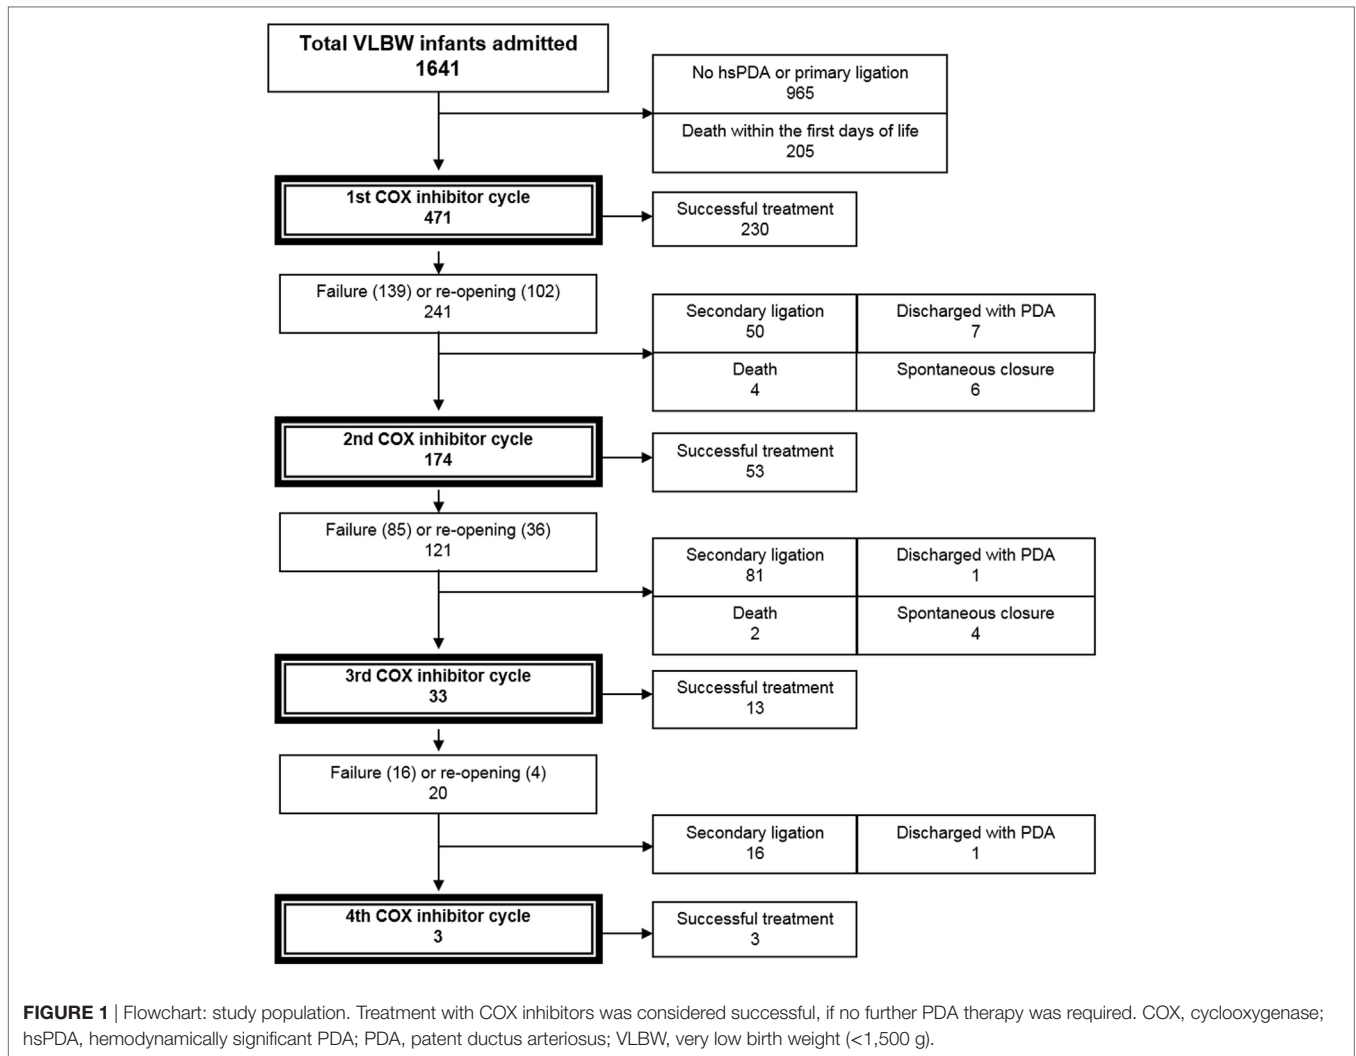 Total VLBW infants admitted
1641
No hsPDA or primary ligation
965
Death within the first days of life
205
1st COX inhibitor cycle
471
Successful treatment
230
Failure (139) or re-opening (102)
241
Secondary ligation
50
Discharged with PDA
7
Death
4
Spontaneous closure
6
2nd COX inhibitor cycle
174
Successful treatment
53
Failure (85) or re-opening (36)
121
Secondary ligation
81
Discharged with PDA
1
Death
2
Spontaneous closure
4
3rd COX inhibitor cycle
33
Successful treatment
13
Failure (16) or re-opening (4)
20
Secondary ligation
16
Discharged with PDA
1
4th COX inhibitor cycle
3
Successful treatment
3
FIGURE 1 | Flowchart: study population. Treatment with COX inhibitors was considered successful, if no further PDA therapy was required. COX, cyclooxygenase;
hsPDA, hemodynamically significant PDA; PDA, patent ductus arteriosus; VLBW, very low birth weight (<1,500 g).